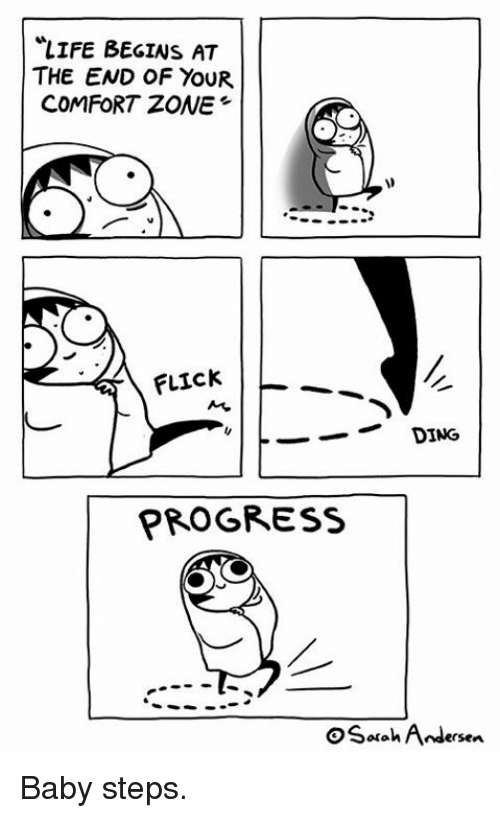 "LIFE BEGINS AT
THE END OF YOUR
COMFORT ZONE"
FLICK
DING
PROGRESS
©Sarah Andersen
Baby steps.